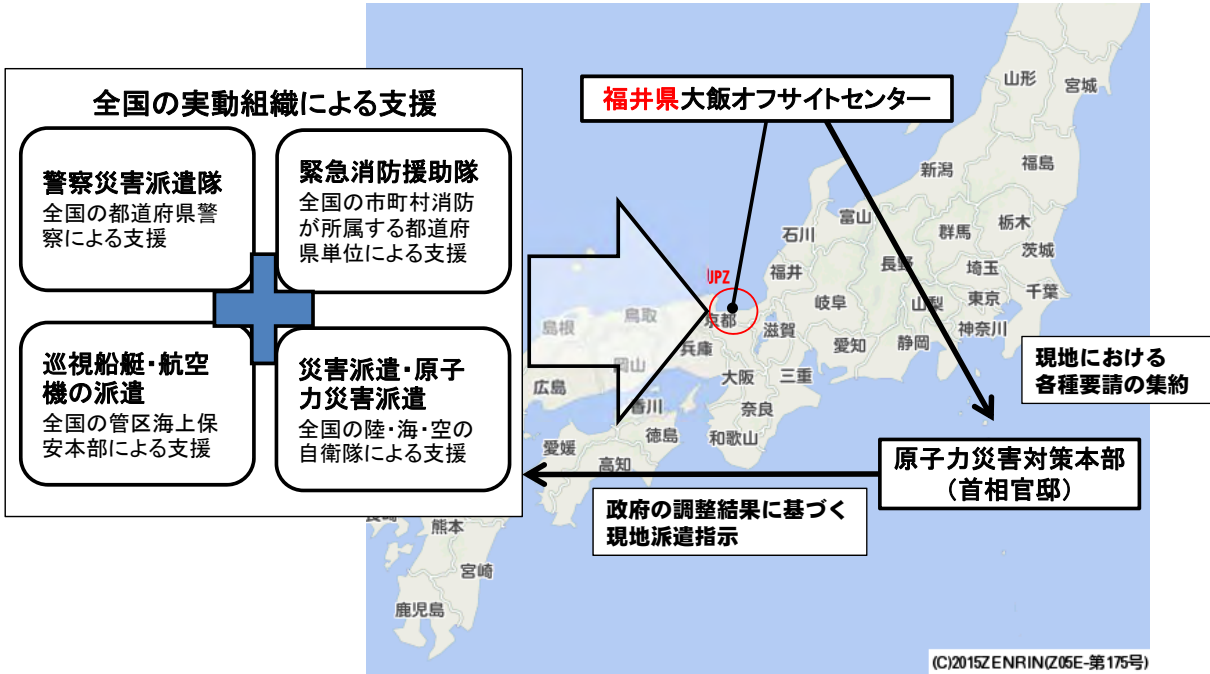 全国の実動組織による支援
警察災害派遣隊
全国の都道府県警
察による支援
緊急消防援助隊
全国の市町村消防
が所属する都道府
県単位による支援
巡視船艇・航空
機の派遣
全国の管区海上保
安本部による支援
災害派遣・原子
力災害派遣
全国の陸・海・空の
自衛隊による支援
福井県大飯オフサイトセンター
現地における
各種要請の集約
原子力災害対策本部
（首相官邸）
政府の調整結果に基づく
現地派遣指示
UPZ
山形
宮城
新潟
福島
富山
石川
群馬
栃木
茨城
福井
長野
埼玉
岐阜
山梨
東京
千葉
神奈川
島根
鳥取
京都
滋賀
愛知
静岡
兵庫
岡山
広島
大阪
三重
香川
奈良
徳島
和歌山
愛媛
高知
長崎
熊本
宮崎
鹿児島
(C)2015ZENRIN(Z05E-第175号)